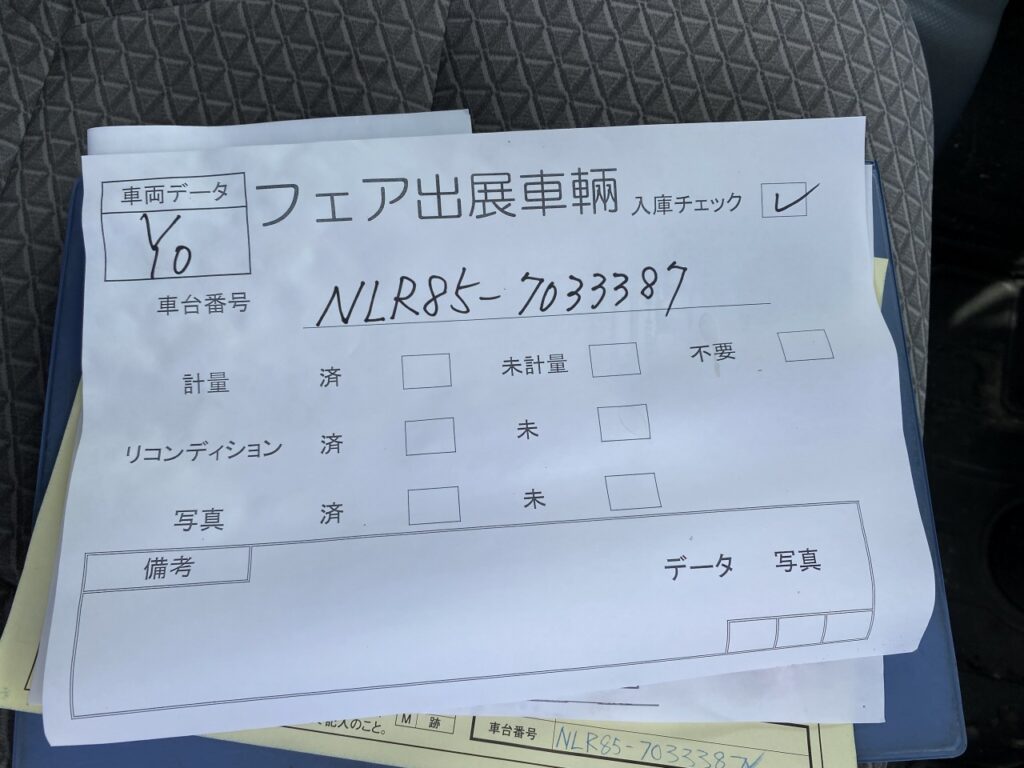 車両データ
Yo
フェア出展車輌 入庫チェック ✓
車台番号 NLR85-7033387
計量 済 未計量 不要
リコンディション 済 未
写真 済 未
備考
データ 写真
記入のこと。
M 跡
車台番号 NLR85-7033387